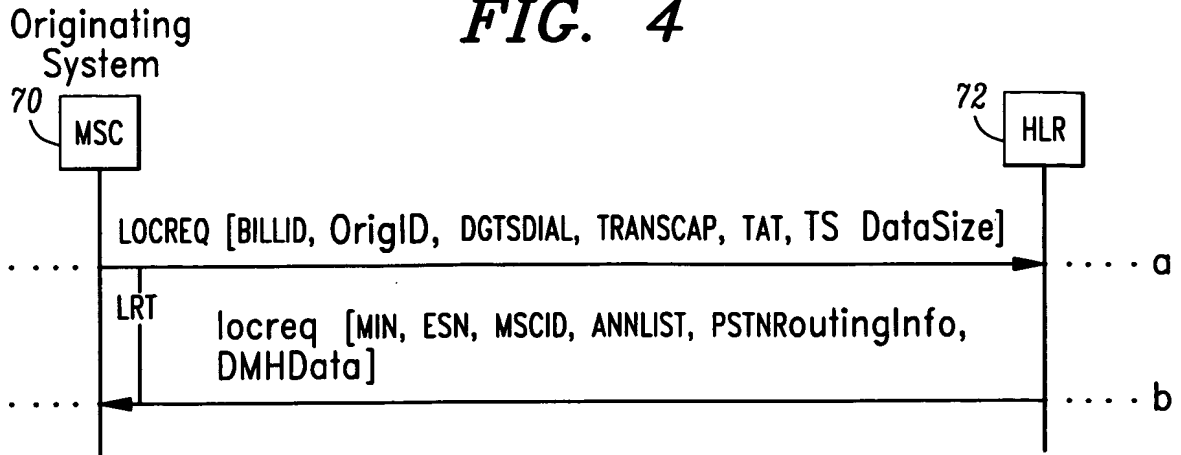 FIG. 4
Originating
System
70
MSC
72
HLR
LOCREQ [BILLID, OrigID, DGTSDIAL, TRANSCAP, TAT, TS DataSize]
a
LRT
locreq [MIN, ESN, MSCID, ANNLIST, PSTNRoutingInfo,
DMHData]
b